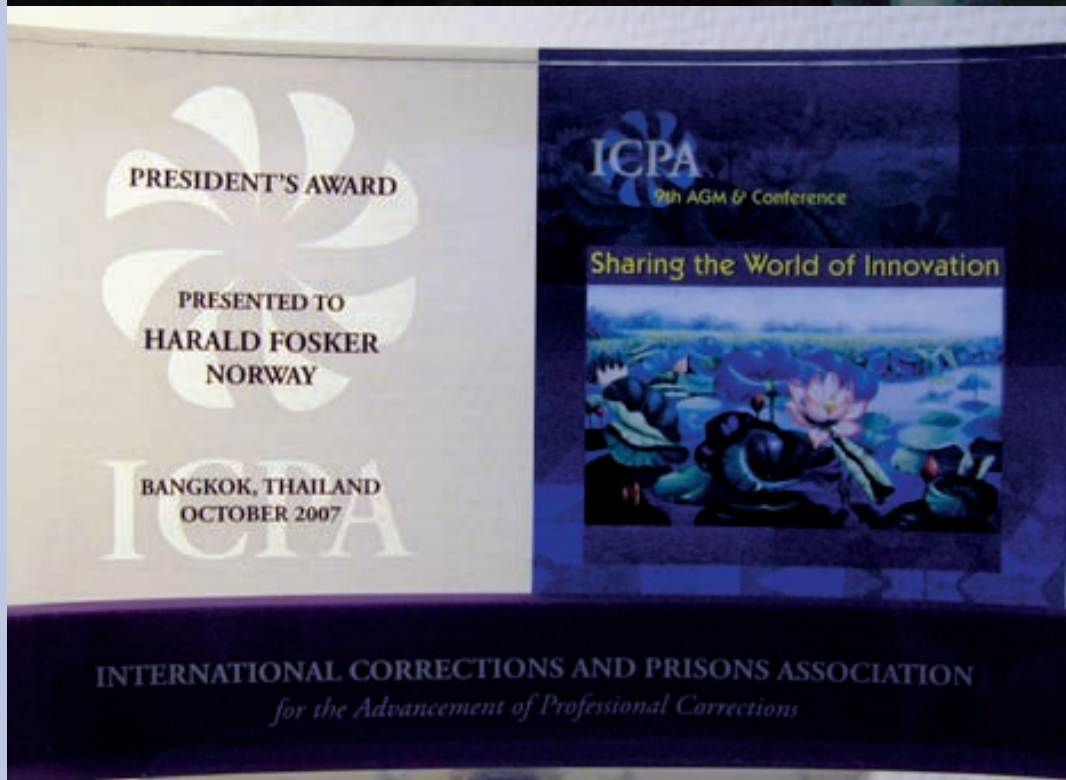 PRESIDENT'S AWARD
PRESENTED TO
HARALD FOSKER
NORWAY
ICPA
BANGKOK, THAILAND
OCTOBER 2007
ICPA
9th AGM & Conference
Sharing the World of Innovation
INTERNATIONAL CORRECTIONS AND PRISONS ASSOCIATION
for the Advancement of Professional Corrections